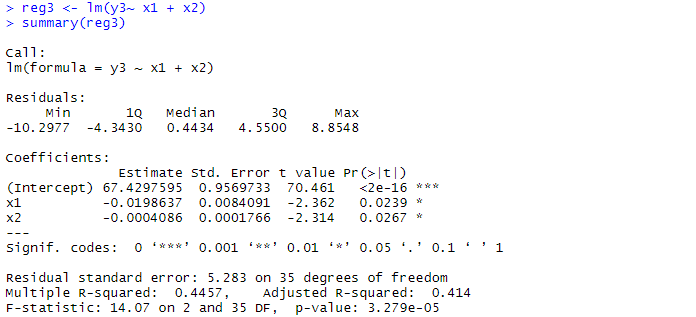 > reg3 <- lm(y3~ x1 + x2)
> summary(reg3)
Call:
lm(formula = y3 ~ x1 + x2)
Residuals:
     Min       1Q   Median       3Q      Max
-10.2977  -4.3430   0.4434   4.5500   8.8548
Coefficients:
              Estimate Std. Error t value Pr(>|t|)
(Intercept) 67.4297595  0.9569733  70.461   <2e-16 ***
x1          -0.0198637  0.0084091  -2.362   0.0239 *
x2          -0.0004086  0.0001766  -2.314   0.0267 *
---
Signif. codes:  0 ‘***’ 0.001 ‘**’ 0.01 ‘*’ 0.05 ‘.’ 0.1 ‘ ’ 1
Residual standard error: 5.283 on 35 degrees of freedom
Multiple R-squared:  0.4457,    Adjusted R-squared:  0.414
F-statistic: 14.07 on 2 and 35 DF,  p-value: 3.279e-05